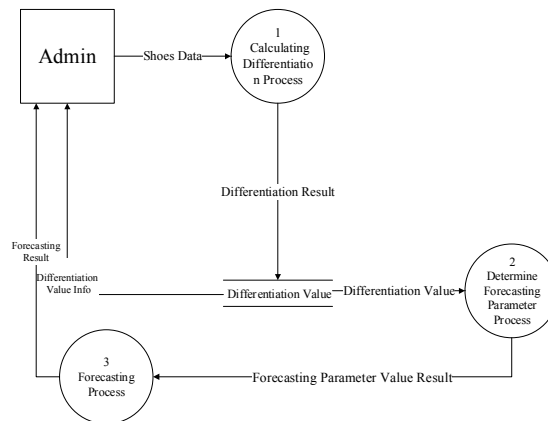 Admin
Shoes Data
1
Calculating
Differentiatio
n Process
Differentiation Result
Forecasting
Result
Differentiation
Value Info
Differentiation Value
Differentiation Value
2
Determine
Forecasting
Parameter
Process
3
Forecasting
Process
Forecasting Parameter Value Result